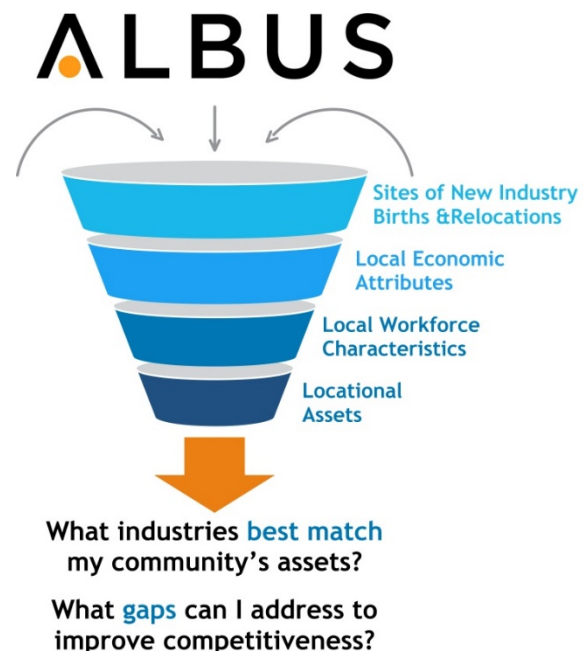 ALBUS
Sites of New Industry
Births &Relocations
Local Economic
Attributes
Local Workforce
Characteristics
Locational
Assets
What industries best match
my community's assets?
What gaps can I address to
improve competitiveness?